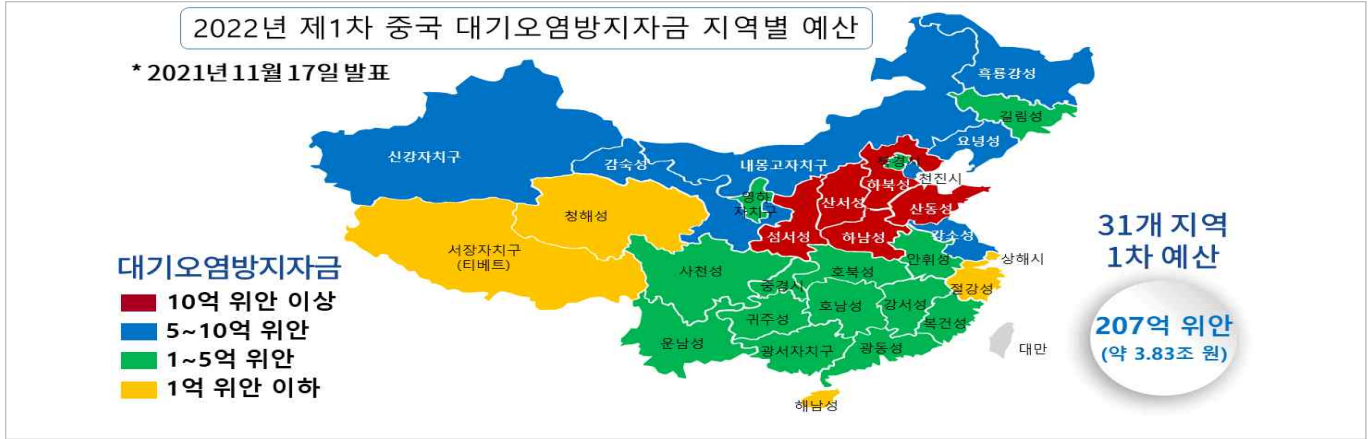 2022년 제1차 중국 대기오염방지자금 지역별 예산
* 2021년 11월 17일 발표
흑룡강성
길림성
요녕성
신강자치구
감숙성
내몽고자치구
북경시
천진시
하북성
영하
자치구
산서성
산동성
청해성
섬서성
하남성
강소성
서장자치구
(티베트)
사천성
호북성
안휘성
상해시
중경시
절강성
호남성
강서성
귀주성
복건성
운남성
광서자치구
광동성
대만
해남성
대기오염방지자금
10억 위안 이상
5~10억 위안
1~5억 위안
1억 위안 이하
31개 지역
1차 예산
207억 위안
(약 3.83조 원)